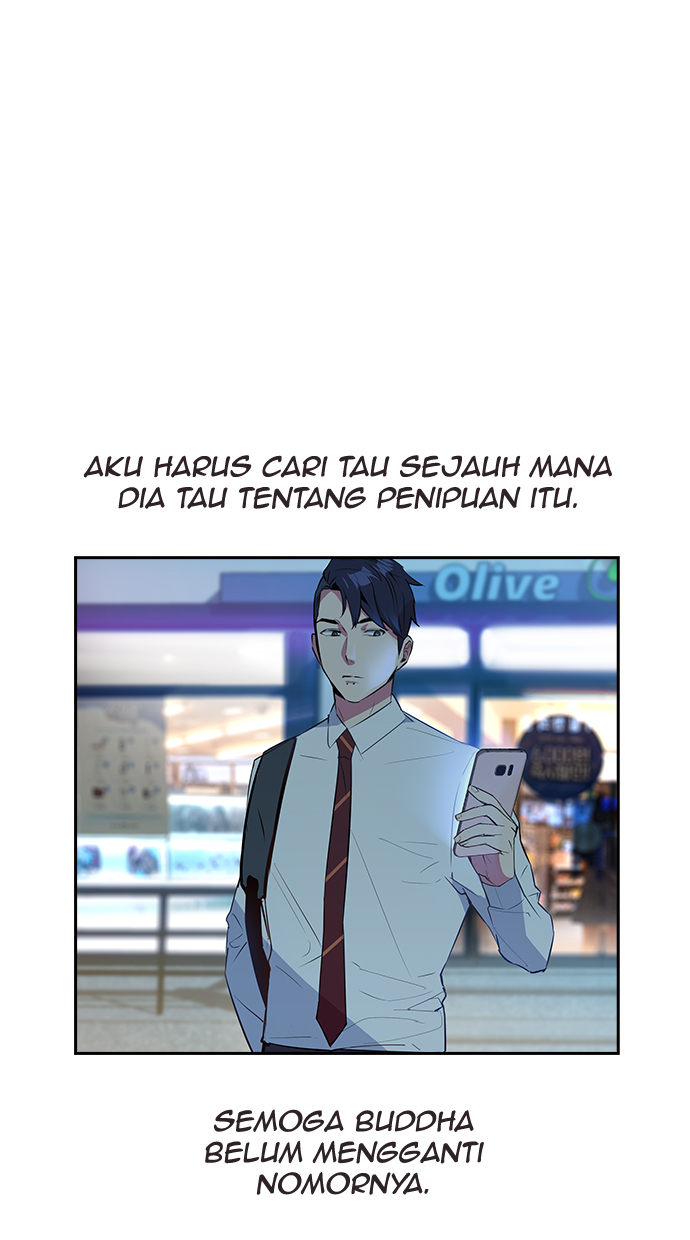 AKU HARUS CARI TAU SEJAUH MANA
DIA TAU TENTANG PENIPUAN ITU.
Olive
SEMOGA BUDDHA
BELUM MENGGANTI
NOMORNYA.